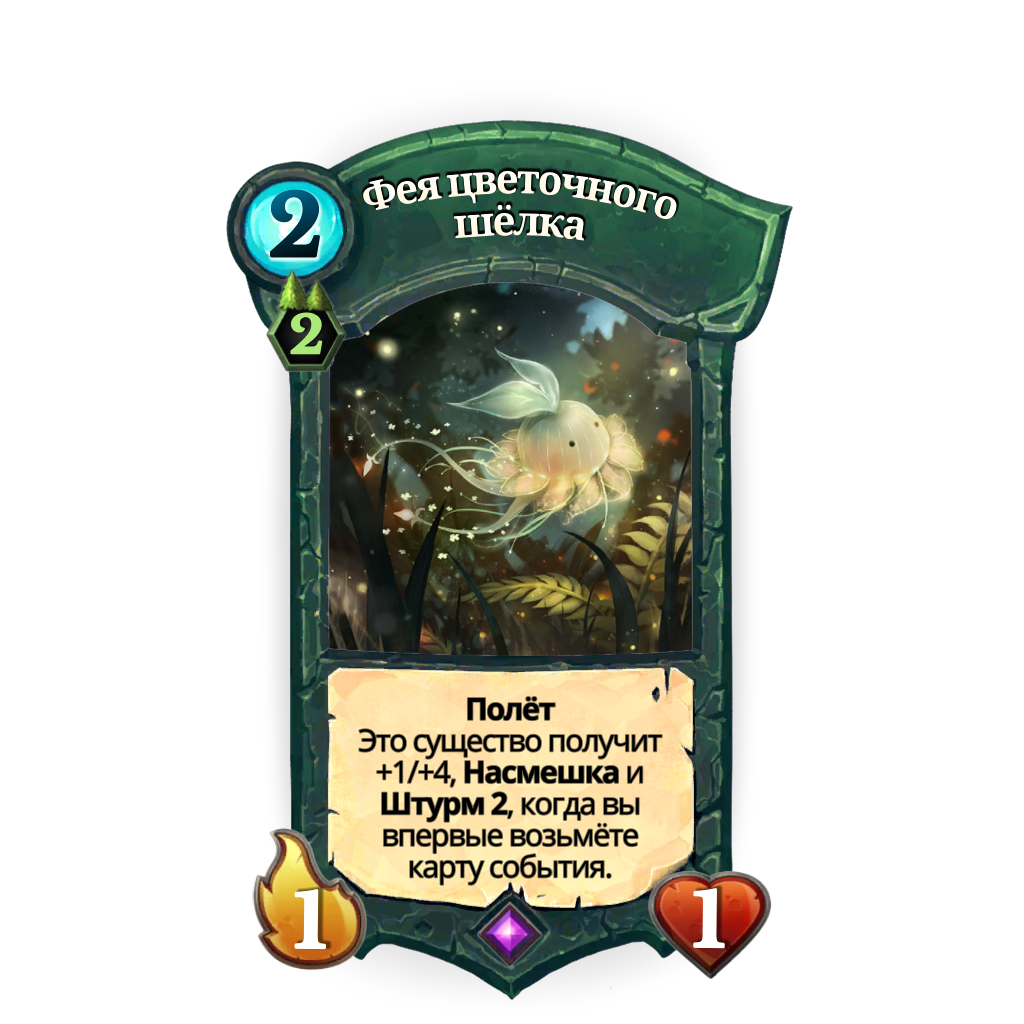 2
Фея цветочного
шёлка
2
Полёт
Это существо получит
+1/+4, Насмешка и
Штурм 2, когда вы
впервые возьмёте
карту события.
1
1